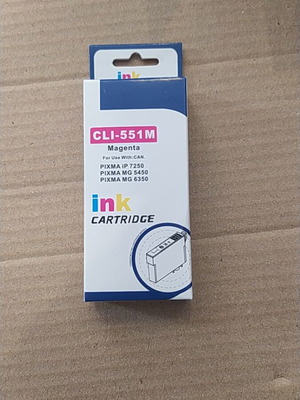 ink
CLI-551M
Magenta
For Use With:CAN.
PIXMA iP 7250
PIXMA MG 5450
PIXMA MG 6350
ink
CARTRIDGE